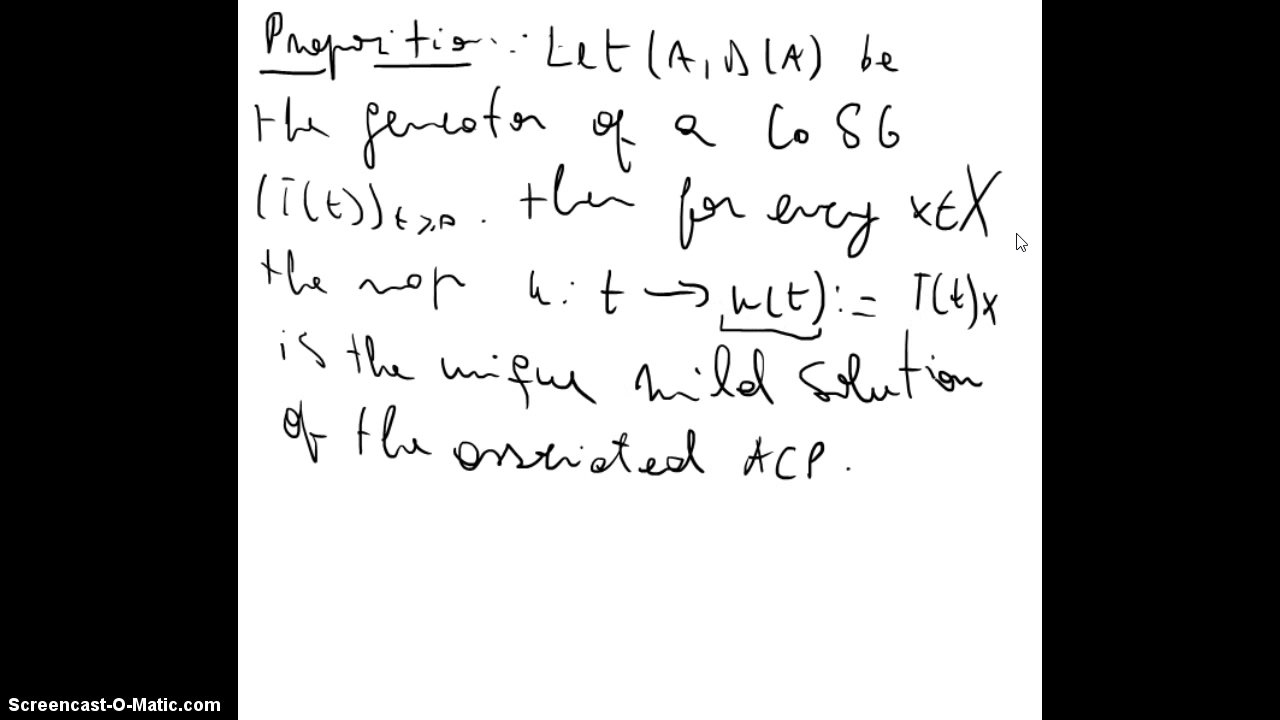 Proposition: Let (A, D(A) be
the generator of a Co SG
(T(t))t≥0. then for every x∈X
the map u: t → u(t) := T(t)x
is the unique mild solution
of the associated ACP.
Screencast-O-Matic.com